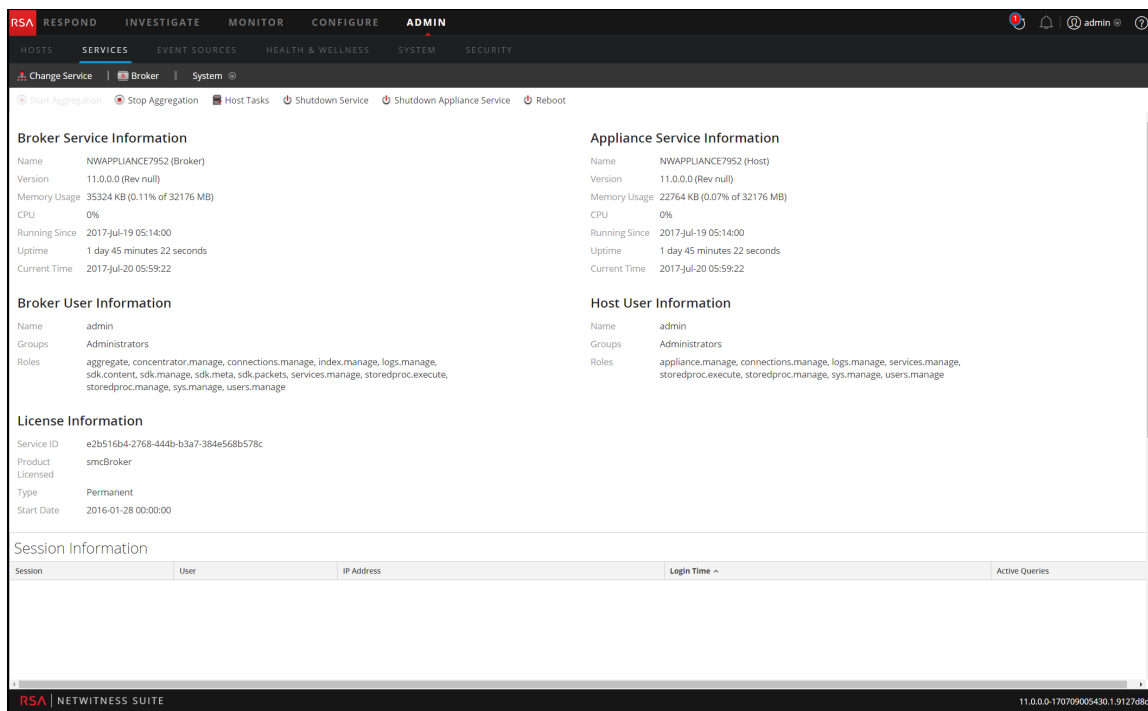 RSA RESPOND INVESTIGATE MONITOR CONFIGURE ADMIN 1 admin
HOSTS SERVICES EVENT SOURCES HEALTH & WELLNESS SYSTEM SECURITY
Change Service Broker System
Start Aggregation Stop Aggregation Host Tasks Shutdown Service Shutdown Appliance Service Reboot
Broker Service Information
Name NWAPPLIANCE7952 (Broker)
Version 11.0.0.0 (Rev null)
Memory Usage 35324 KB (0.11% of 32176 MB)
CPU 0%
Running Since 2017-Jul-19 05:14:00
Uptime 1 day 45 minutes 22 seconds
Current Time 2017-Jul-20 05:59:22
Appliance Service Information
Name NWAPPLIANCE7952 (Host)
Version 11.0.0.0 (Rev null)
Memory Usage 22764 KB (0.07% of 32176 MB)
CPU 0%
Running Since 2017-Jul-19 05:14:00
Uptime 1 day 45 minutes 22 seconds
Current Time 2017-Jul-20 05:59:22
Broker User Information
Name admin
Groups Administrators
Roles aggregate, concentrator.manage, connections.manage, index.manage, logs.manage,
sdk.content, sdk.manage, sdk.meta, sdk.packets, services.manage, storedproc.execute,
storedproc.manage, sys.manage, users.manage
Host User Information
Name admin
Groups Administrators
Roles appliance.manage, connections.manage, logs.manage, services.manage,
storedproc.execute, storedproc.manage, sys.manage, users.manage
License Information
Service ID e2b516b4-2768-444b-b3a7-384e568b578c
Product
Licensed smcBroker
Type Permanent
Start Date 2016-01-28 00:00:00
Session Information
Session User IP Address Login Time Active Queries
RSA NETWITNESS SUITE 11.0.0.0-170709005430.1.9127d8